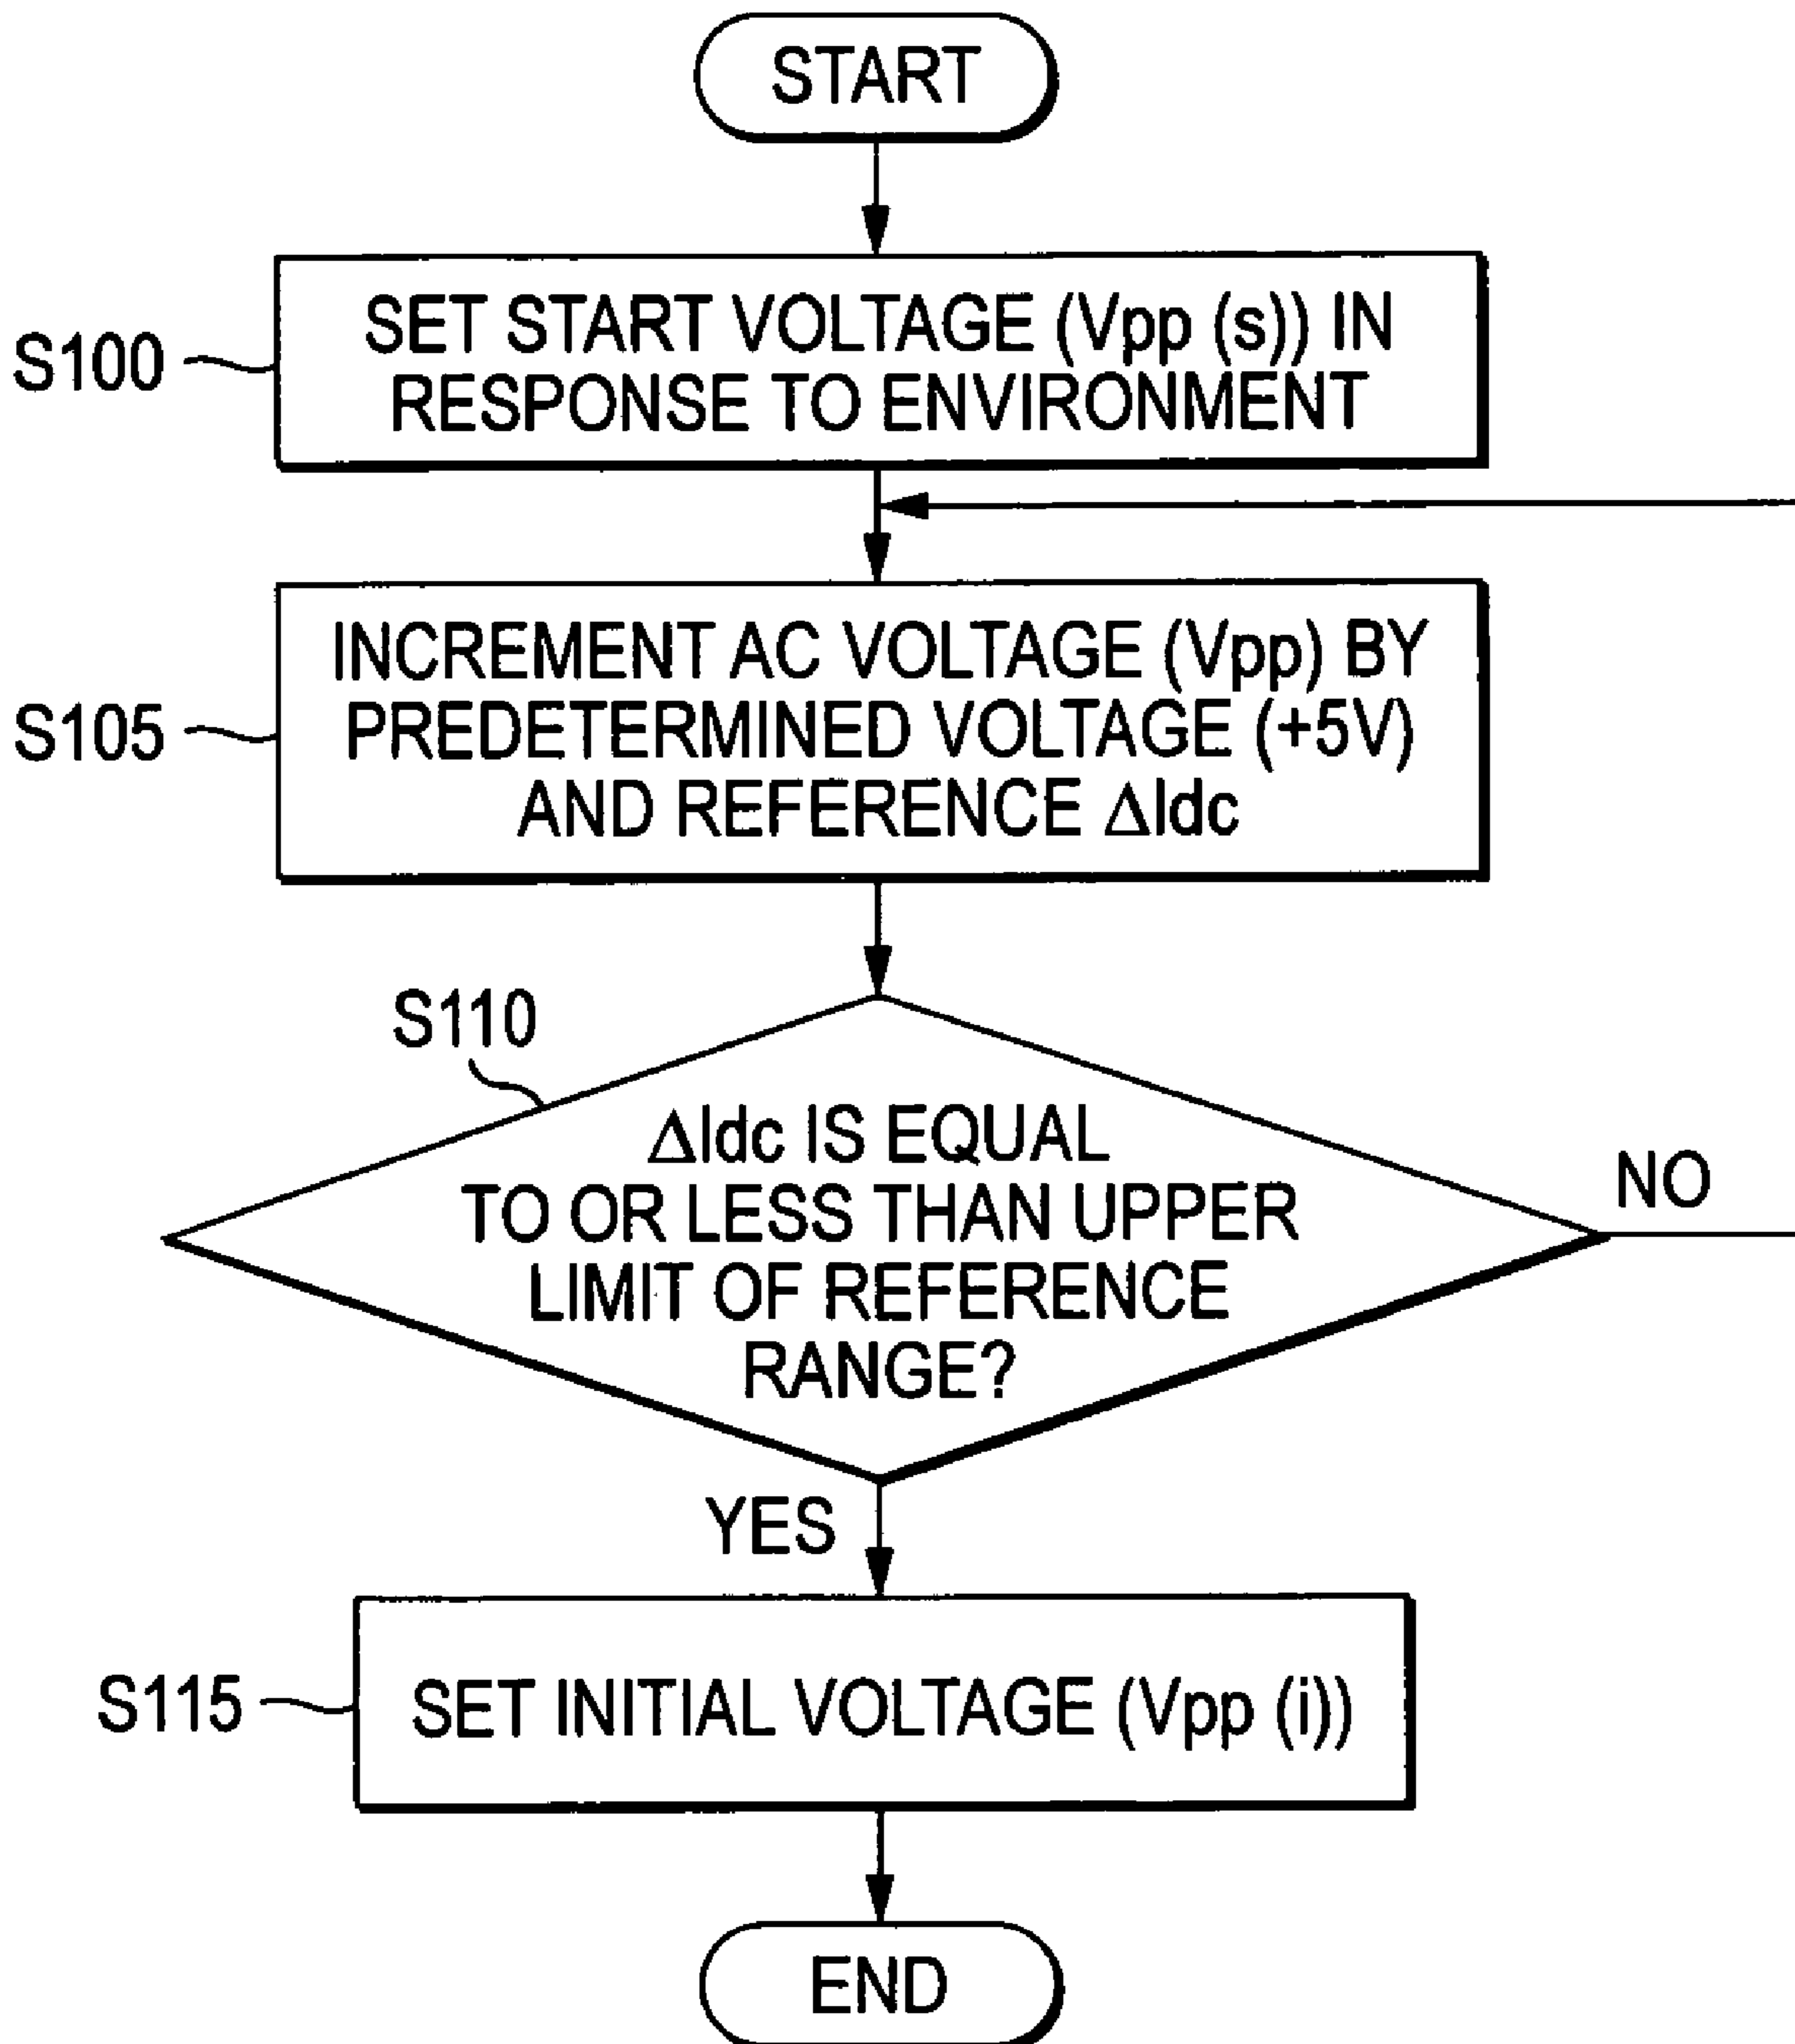 START
S100
SET START VOLTAGE (Vpp (s)) IN
RESPONSE TO ENVIRONMENT
S105
INCREMENT AC VOLTAGE (Vpp) BY
PREDETERMINED VOLTAGE (+5V)
AND REFERENCE ΔIdc
S110
ΔIdc IS EQUAL
TO OR LESS THAN UPPER
LIMIT OF REFERENCE
RANGE?
NO
YES
S115
SET INITIAL VOLTAGE (Vpp (i))
END